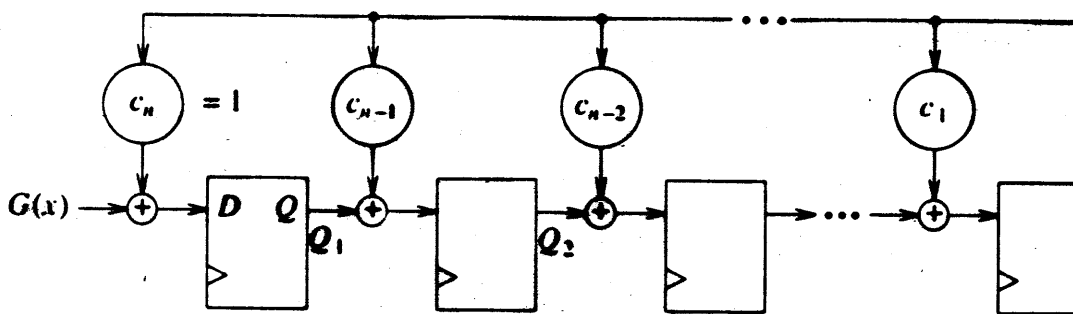 c_n = 1
c_{n-1}
c_{n-2}
c_1
G(x)
+
D Q
+
+
+
Q_1
Q_2